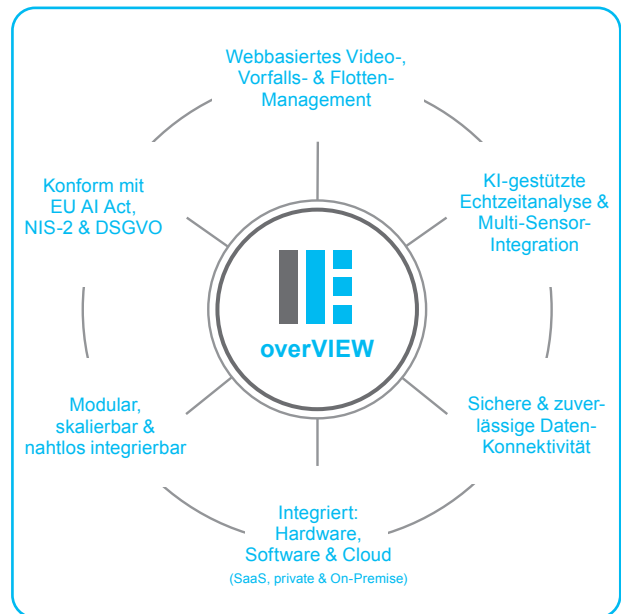 Webbasiertes Video-,
Vorfalls- & Flotten-
Management
KI-gestützte
Echtzeitanalyse &
Multi-Sensor-
Integration
Sichere & zuver-
lässige Daten-
Konnektivität
Integriert:
Hardware,
Software & Cloud
(SaaS, private & On-Premise)
Modular,
skalierbar &
nahtlos integrierbar
Konform mit
EU AI Act,
NIS-2 & DSGVO
overVIEW